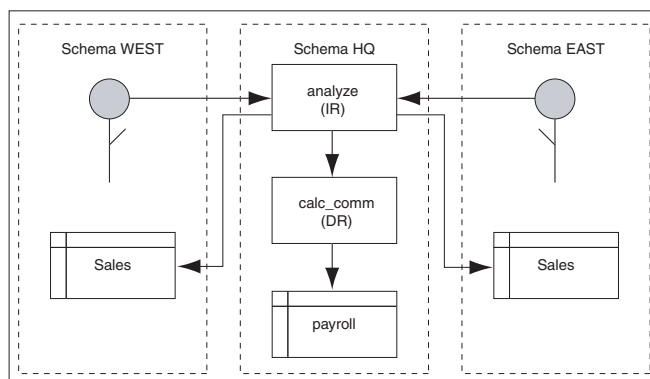 Schema WEST
Schema HQ
Schema EAST
analyze
(IR)
calc_comm
(DR)
Sales
Sales
payroll